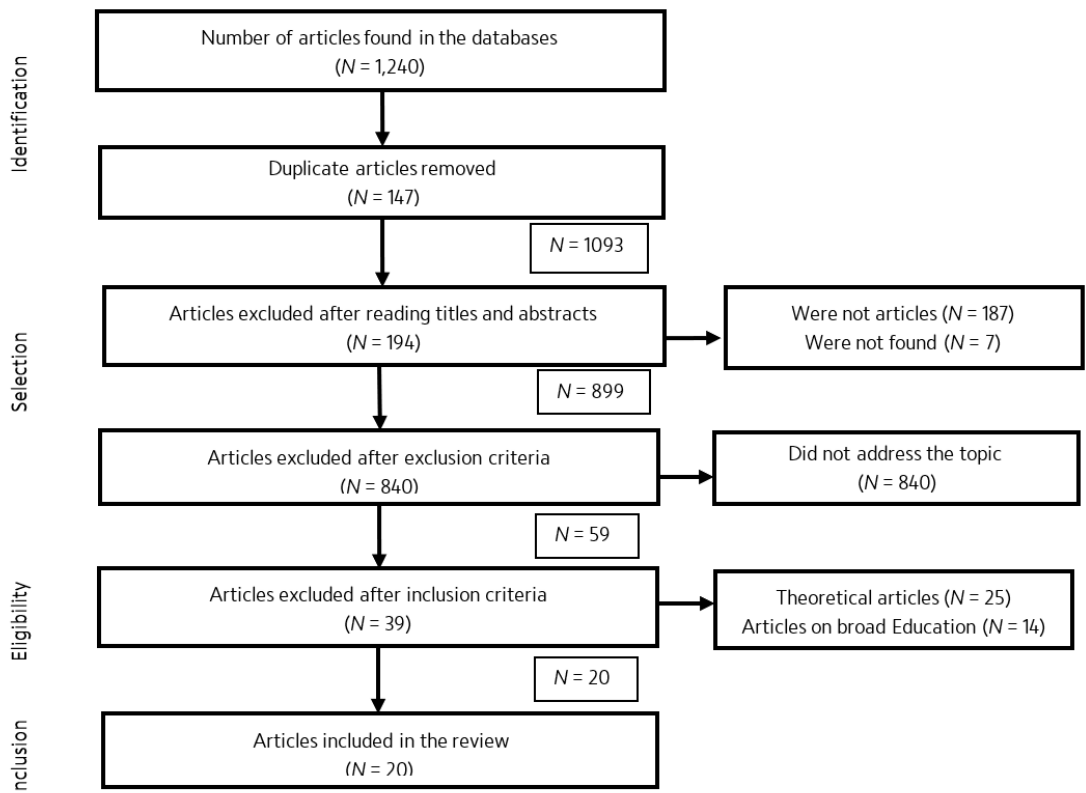 Identification
Number of articles found in the databases
(N = 1,240)
Duplicate articles removed
(N = 147)
N = 1093
Selection
Articles excluded after reading titles and abstracts
(N = 194)
Were not articles (N = 187)
Were not found (N = 7)
N = 899
Articles excluded after exclusion criteria
(N = 840)
Did not address the topic
(N = 840)
N = 59
Eligibility
Articles excluded after inclusion criteria
(N = 39)
Theoretical articles (N = 25)
Articles on broad Education (N = 14)
N = 20
nclusion
Articles included in the review
(N = 20)